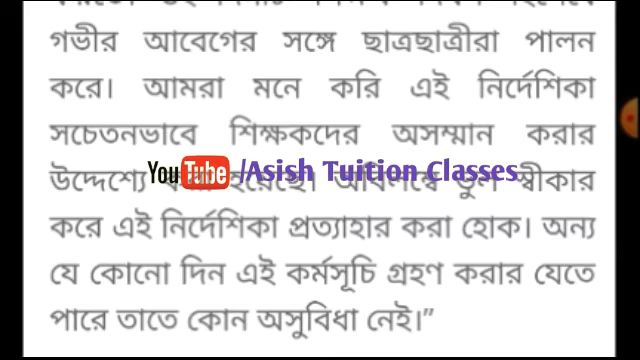 গভীর আবেগের সঙ্গে ছাত্রছাত্রীরা পালন
করে। আমরা মনে করি এই নির্দেশিকা
সচেতনভাবে শিক্ষকদের অসম্মান করার
উদ্দেশ্যে হয়েছে। অবিলম্বে ভুল স্বীকার
YouTube /Asish Tuition Classes
করে এই নির্দেশিকা প্রত্যাহার করা হোক। অন্য
যে কোনো দিন এই কর্মসূচি গ্রহণ করার যেতে
পারে তাতে কোন অসুবিধা নেই।”